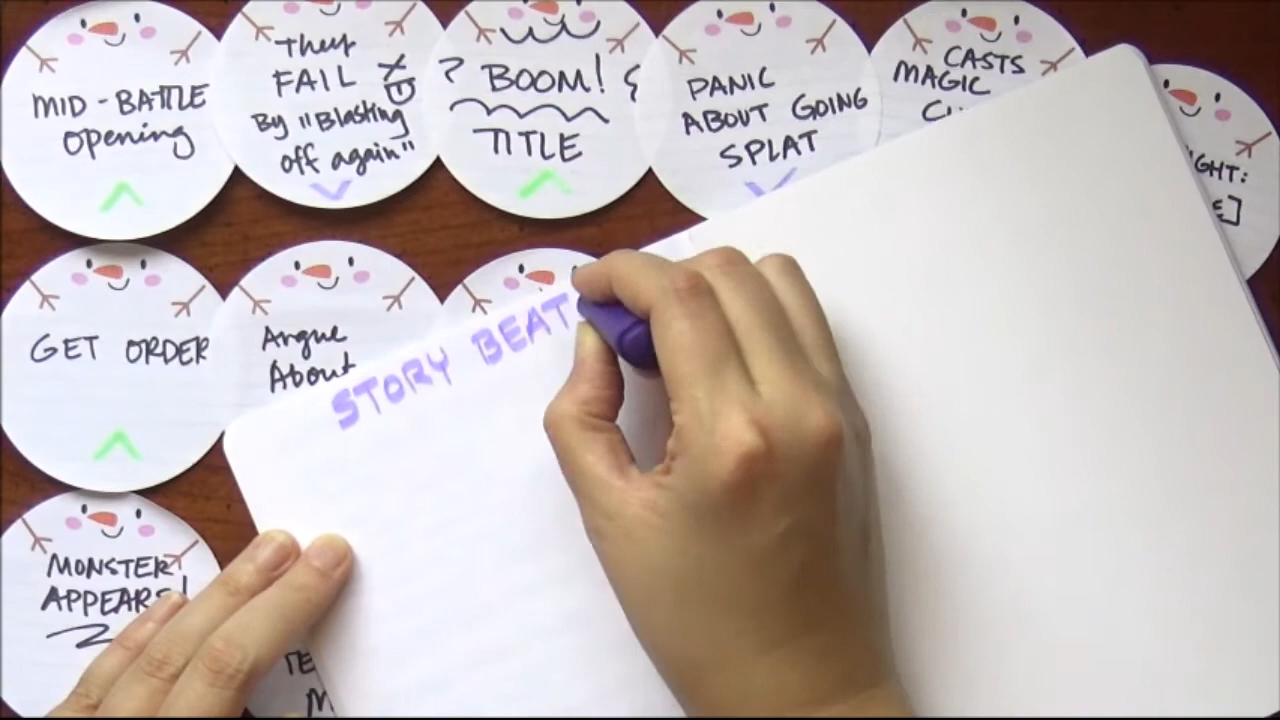 MID-BATTLE
opening
They
FAIL
By "Blasting
off again"
? BOOM! &
TITLE
PANIC
ABOUT GOING
SPLAT
CASTS
MAGIC
GET ORDER
Argue
About
STORY BEAT
MONSTER
APPEARS!